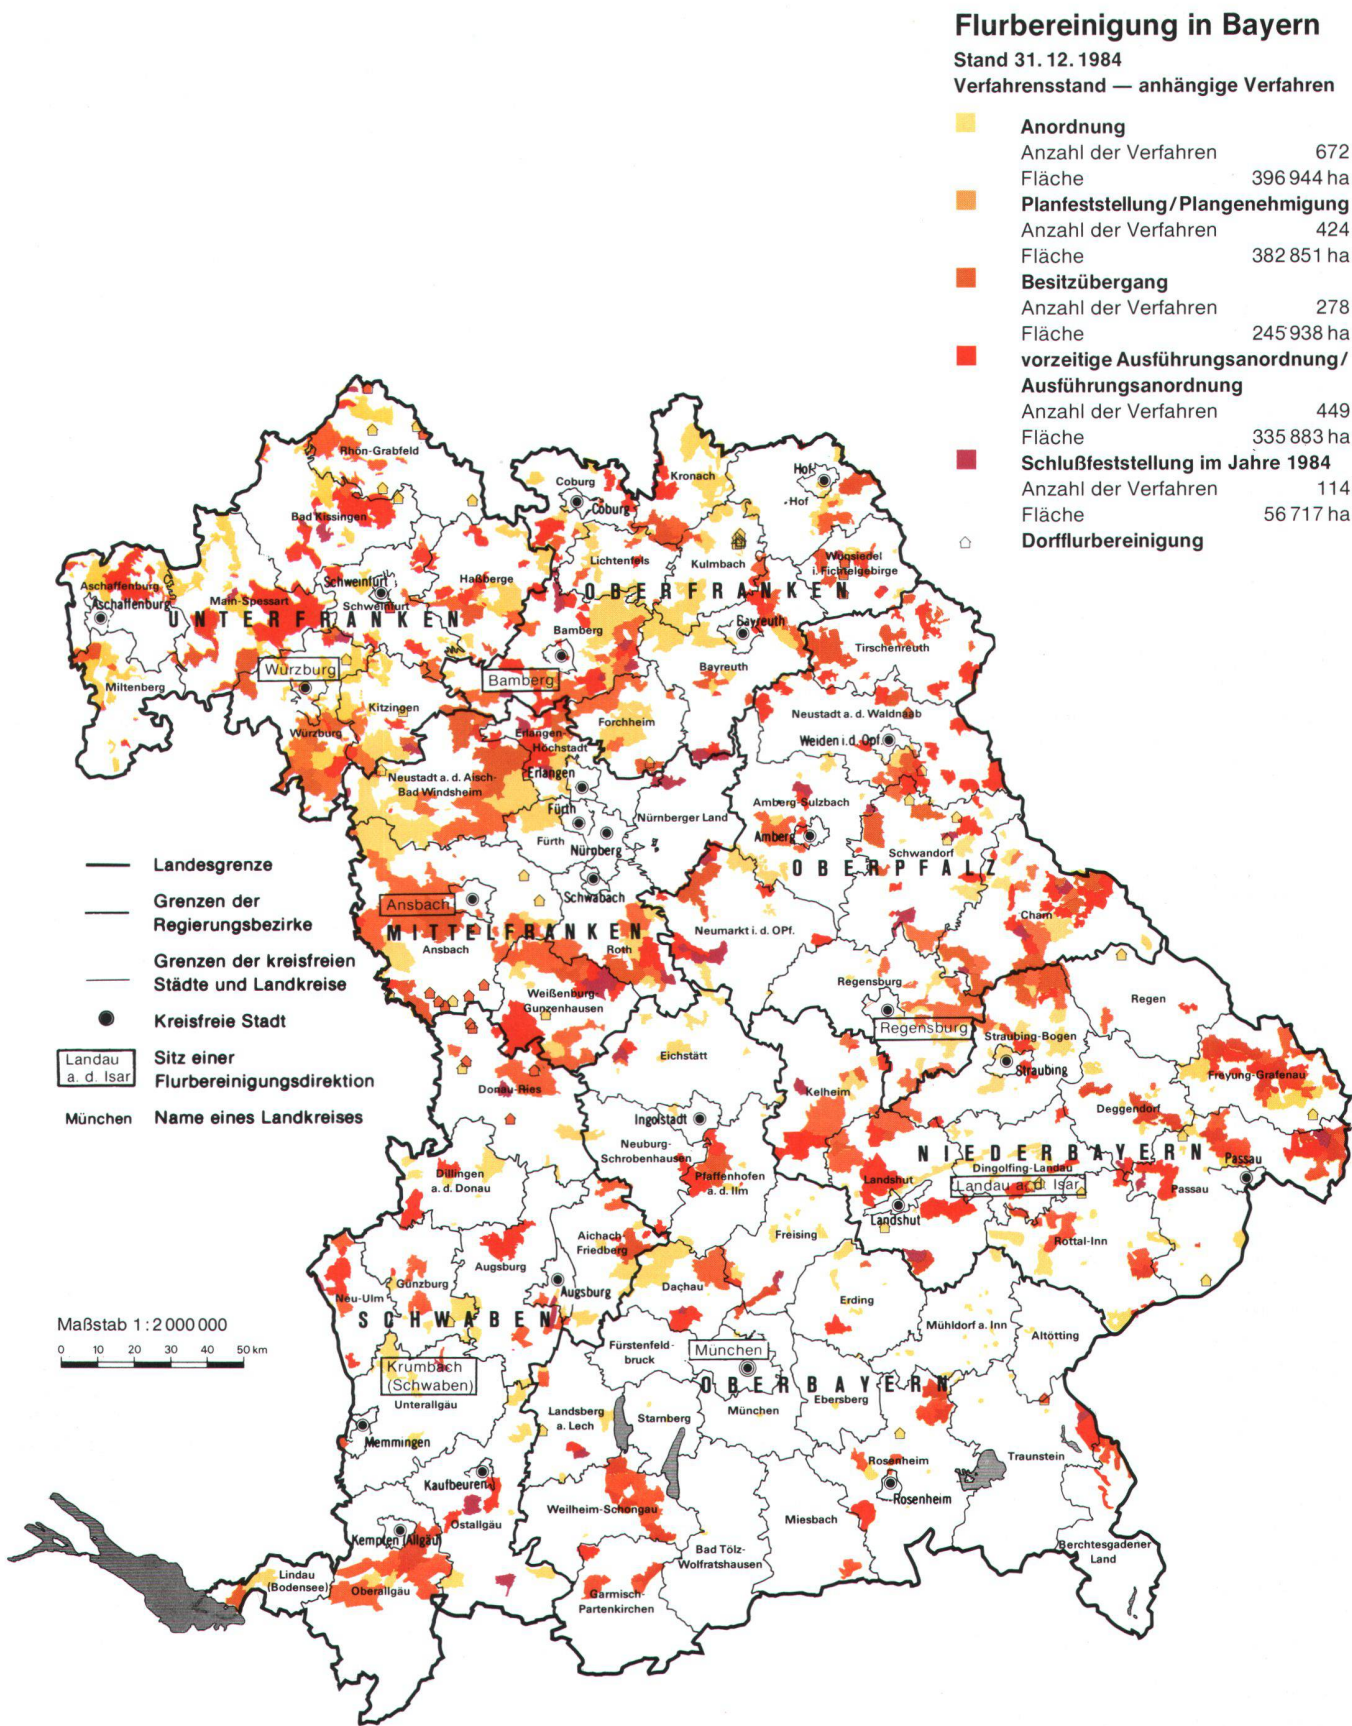 Flurbereinigung in Bayern
Stand 31. 12. 1984
Verfahrensstand — anhängige Verfahren
Anordnung
Anzahl der Verfahren 672
Fläche 396 944 ha
Planfeststellung/Plangenehmigung
Anzahl der Verfahren 424
Fläche 382 851 ha
Besitzübergang
Anzahl der Verfahren 278
Fläche 245 938 ha
vorzeitige Ausführungsanordnung/
Ausführungsanordnung
Anzahl der Verfahren 449
Fläche 335 883 ha
Schlußfeststellung im Jahre 1984
Anzahl der Verfahren 114
Fläche 56 717 ha
Dorfflurbereinigung
Rhön-Grabfeld
Bad Kissingen
Coburg
Coburg
Kronach
Hof
Hof
Lichtenfels
Kulmbach
Wunsiedel
i. Fichtelgebirge
OBERFRANKEN
Aschaffenburg
Aschaffenburg
Main-Spessart
Schweinfurt
Schweinfurt
Haßberge
UNTERFRANKEN
Miltenberg
Würzburg
Würzburg
Kitzingen
Bamberg
Bamberg
Bayreuth
Bayreuth
Forchheim
Tirschenreuth
Neustadt a. d. Waldnaab
Weiden i. d. Opf.
Erlangen-
Höchstadt
Erlangen
Neustadt a. d. Aisch-
Bad Windsheim
Fürth
Fürth
Nürnberg
Nürnberger Land
Amberg-Sulzbach
Amberg
Schwandorf
OBERPFALZ
Schwabach
Ansbach
MITTELFRANKEN
Ansbach
Roth
Neumarkt i. d. OPf.
Cham
Weißenburg-
Gunzenhausen
Regensburg
Regensburg
Regen
Straubing-Bogen
Straubing
Eichstätt
Donau-Ries
Kelheim
Freyung-Grafenau
Deggendorf
Ingolstadt
Neuburg-
Schrobenhausen
Pfaffenhofen
a. d. Ilm
NIEDERBAYERN
Dingolfing-Landau
Landau a. d. Isar
Passau
Passau
Landshut
Landshut
Rottal-Inn
Dillingen
a. d. Donau
Aichach-
Friedberg
Freising
Augsburg
Augsburg
Günzburg
Neu-Ulm
SCHWABEN
Dachau
Erding
Mühldorf a. Inn
Altötting
Fürstenfeld-
bruck
München
OBERBAYERN
München
Ebersberg
Krumbach
(Schwaben)
Unterallgäu
Landsberg
a. Lech
Starnberg
Memmingen
Kaufbeuren
Rosenheim
Rosenheim
Traunstein
Weilheim-Schongau
Ostallgäu
Kempten (Allgäu)
Miesbach
Bad Tölz-
Wolfratshausen
Berchtesgadener
Land
Lindau
(Bodensee)
Oberallgäu
Garmisch-
Partenkirchen
Landesgrenze
Grenzen der
Regierungsbezirke
Grenzen der kreisfreien
Städte und Landkreise
Kreisfreie Stadt
Landau
a. d. Isar
Sitz einer
Flurbereinigungsdirektion
München Name eines Landkreises
Maßstab 1 : 2 000 000
0 10 20 30 40 50 km